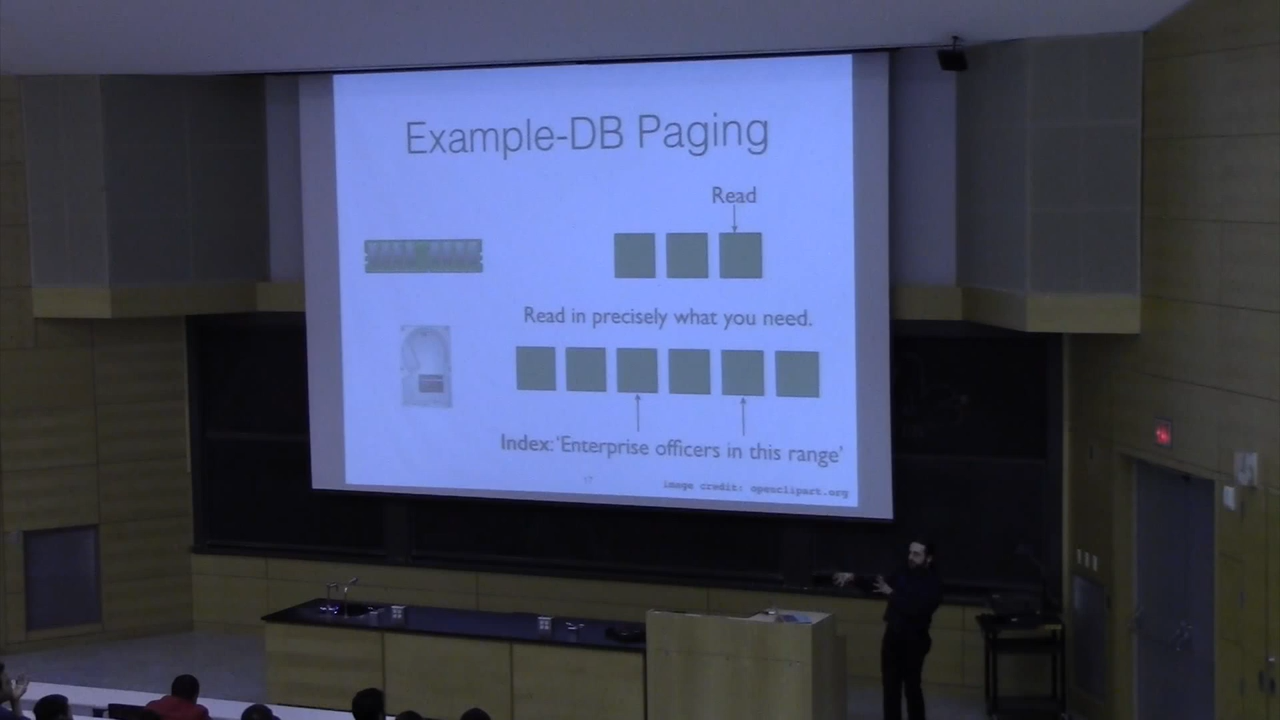 Example-DB Paging
Read
Read in precisely what you need.
Index: 'Enterprise officers in this range'
17
image credit: openclipart.org